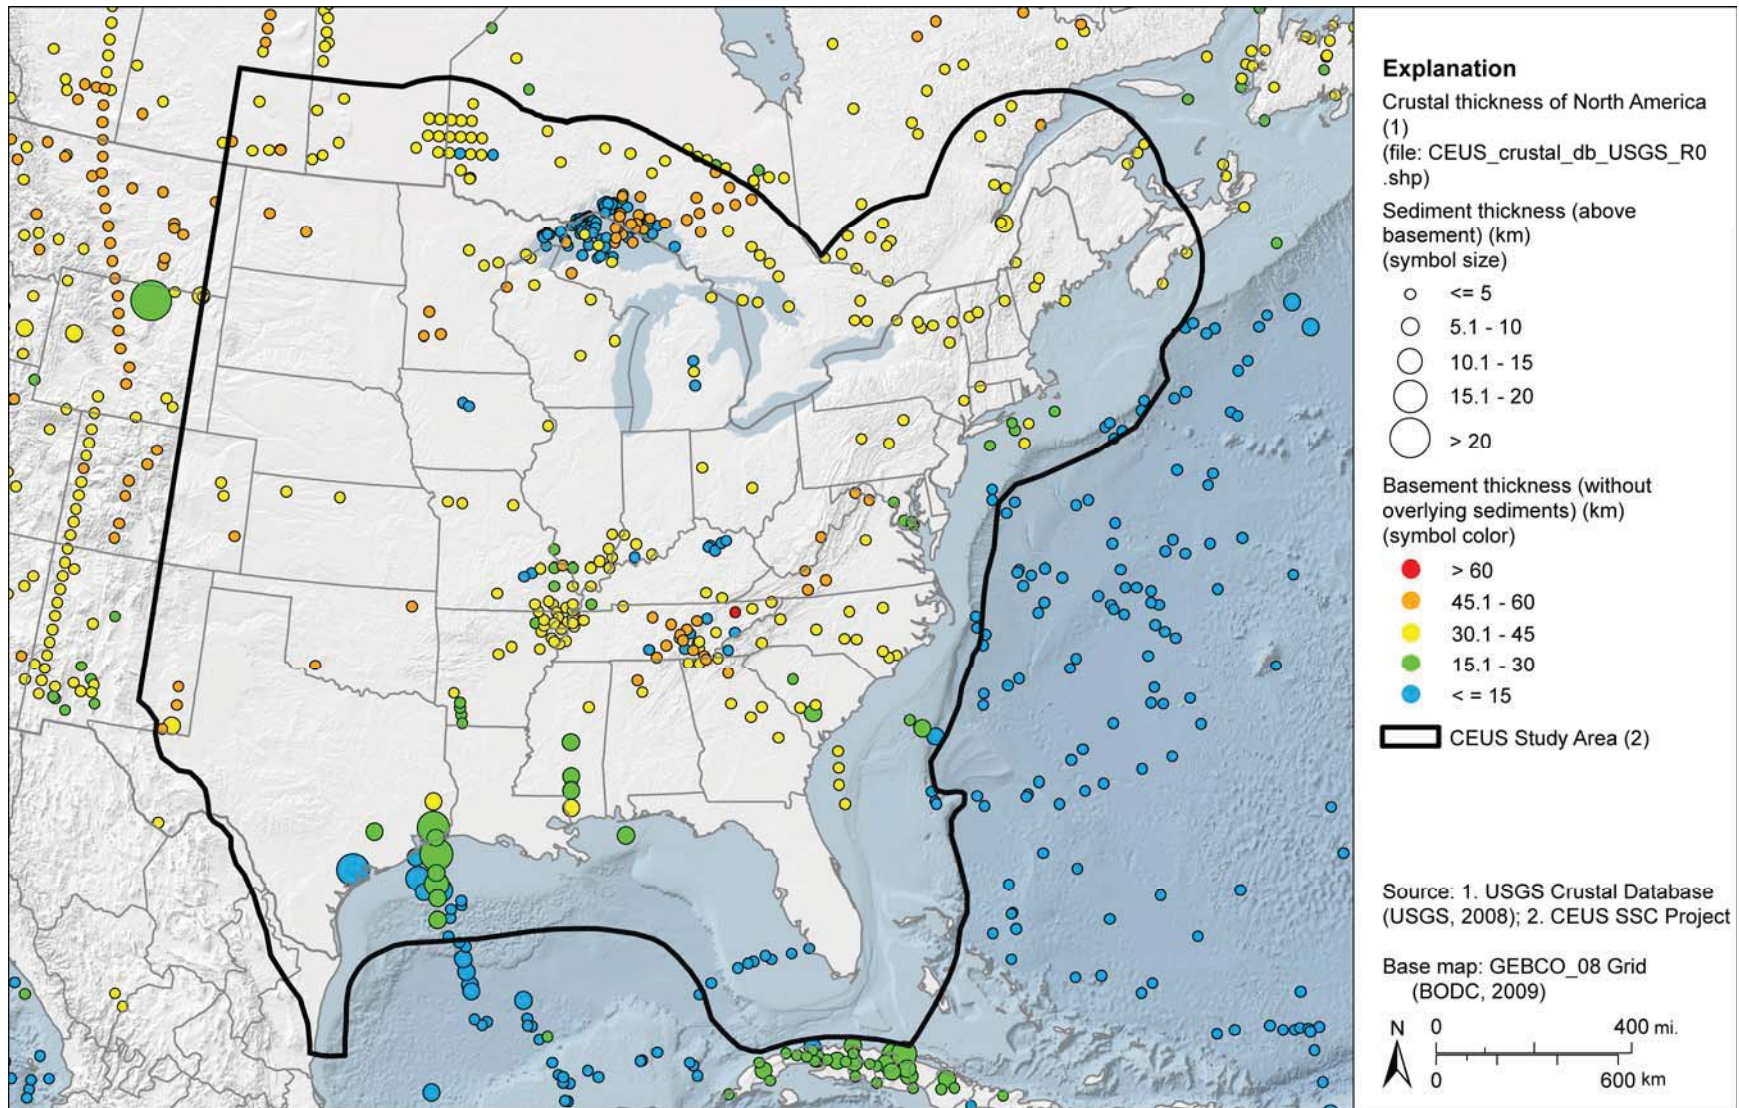 Explanation
Crustal thickness of North America
(1)
(file: CEUS_crustal_db_USGS_R0
.shp)
Sediment thickness (above
basement) (km)
(symbol size)
<= 5
5.1 - 10
10.1 - 15
15.1 - 20
> 20
Basement thickness (without
overlying sediments) (km)
(symbol color)
> 60
45.1 - 60
30.1 - 45
15.1 - 30
< = 15
CEUS Study Area (2)
Source: 1. USGS Crustal Database
(USGS, 2008); 2. CEUS SSC Project
Base map: GEBCO_08 Grid
(BODC, 2009)
N 0 400 mi.
0 600 km